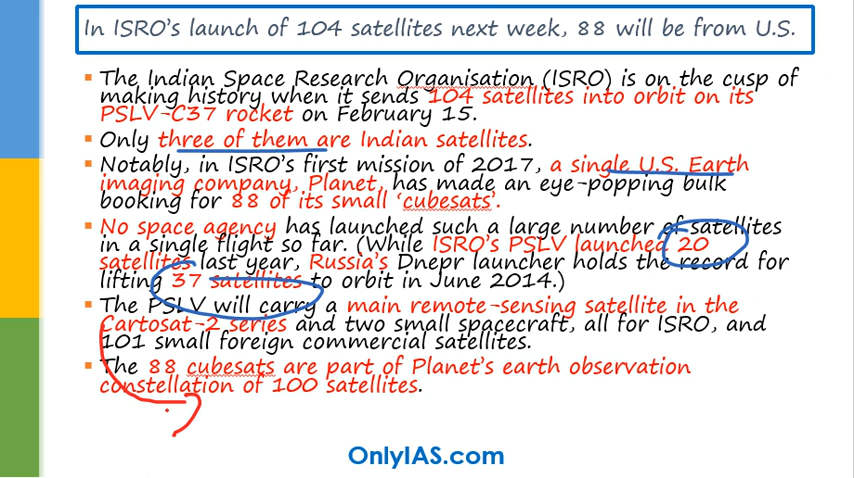 In ISRO's launch of 104 satellites next week, 88 will be from U.S.
The Indian Space Research Organisation (ISRO) is on the cusp of
making history when it sends 104 satellites into orbit on its
PSLV-C37 rocket on February 15.
Only three of them are Indian satellites.
Notably, in ISRO's first mission of 2017, a single U.S. Earth
imaging company, Planet, has made an eye-popping bulk
booking for 88 of its small 'cubesats'.
No space agency has launched such a large number of satellites
in a single flight so far. (While ISRO's PSLV launched 20
satellites last year, Russia's Dnepr launcher holds the record for
lifting 37 satellites to orbit in June 2014.)
The PSLV will carry a main remote-sensing satellite in the
Cartosat-2 series and two small spacecraft, all for ISRO, and
101 small foreign commercial satellites.
The 88 cubesats are part of Planet's earth observation
constellation of 100 satellites.
OnlyIAS.com